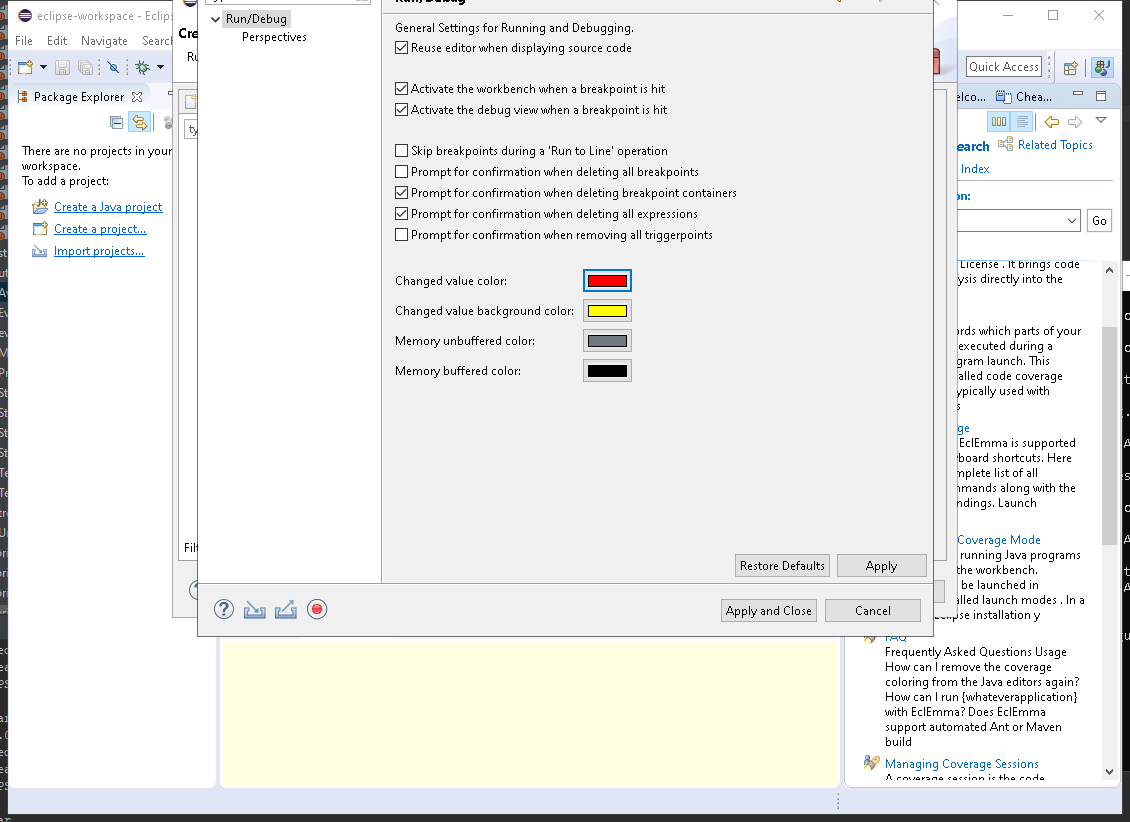 eclipse-workspace - Eclips
File Edit Navigate Search
Quick Access
Package Explorer
There are no projects in your
workspace.
To add a project:
Create a Java project
Create a project...
Import projects...
Cre
Ru
ty
Filt
Run/Debug
Perspectives
Run/Debug
General Settings for Running and Debugging.
Reuse editor when displaying source code
Activate the workbench when a breakpoint is hit
Activate the debug view when a breakpoint is hit
Skip breakpoints during a 'Run to Line' operation
Prompt for confirmation when deleting all breakpoints
Prompt for confirmation when deleting breakpoint containers
Prompt for confirmation when deleting all expressions
Prompt for confirmation when removing all triggerpoints
Changed value color:
Changed value background color:
Memory unbuffered color:
Memory buffered color:
Restore Defaults Apply
Apply and Close Cancel
elco... Chea...
earch Related Topics
Index
on:
Go
License . It brings code
ysis directly into the
rds which parts of your
executed during a
gram launch. This
alled code coverage
ypically used with
s
ge
EclEmma is supported
board shortcuts. Here
mplete list of all
mmands along with the
ndings. Launch
Coverage Mode
running Java programs
the workbench.
be launched in
alled launch modes . In a
clipse installation y
FAQ
Frequently Asked Questions Usage
How can I remove the coverage
coloring from the Java editors again?
How can I run {whateverapplication}
with EclEmma? Does EclEmma
support automated Ant or Maven
build
Managing Coverage Sessions
A coverage session is the code